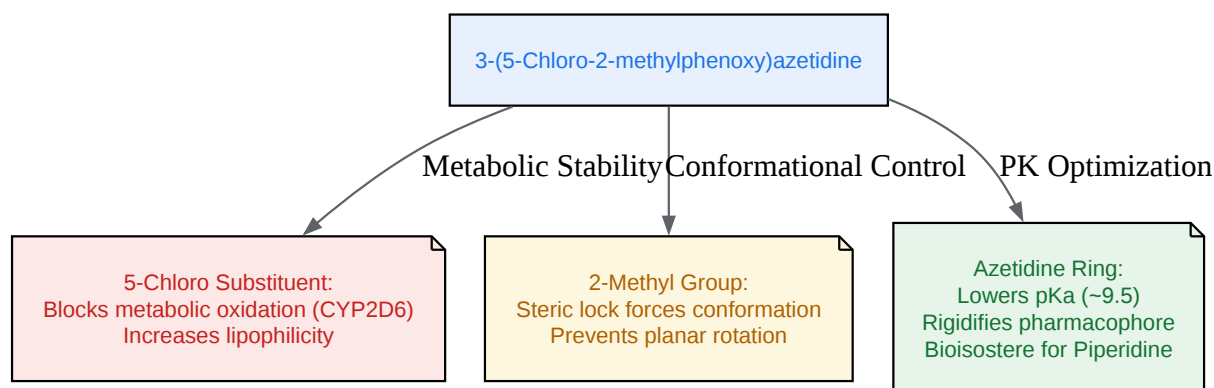 3-(5-Chloro-2-methylphenoxy)azetidine
Metabolic Stability
Conformational Control
PK Optimization
5-Chloro Substituent:
Blocks metabolic oxidation (CYP2D6)
Increases lipophilicity
2-Methyl Group:
Steric lock forces conformation
Prevents planar rotation
Azetidine Ring:
Lowers pKa (~9.5)
Rigidifies pharmacophore
Bioisostere for Piperidine